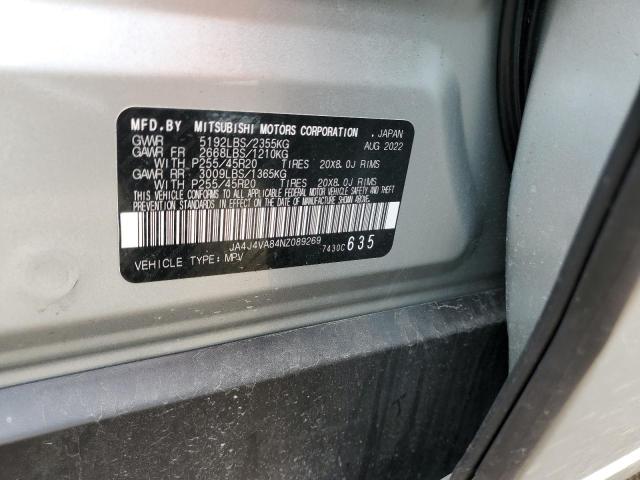 MFD.BY MITSUBISHI MOTORS CORPORATION . JAPAN
GVWR 5192LBS/2355KG AUG 2022
GAWR FR 2668LBS/1210KG
WITH P255/45R20 TIRES 20X8.0J RIMS
GAWR RR 3009LBS/1365KG
WITH P255/45R20 TIRES 20X8.0J RIMS
THIS VEHICLE CONFORMS TO ALL APPLICABLE FEDERAL MOTOR VEHICLE
SAFETY, BUMPER, AND THEFT
PREVENTION STANDARDS IN EFFECT ON THE DATE OF MANUFACTURE SHOWN ABOVE.
JA4J4VA84NZ089269 7430C 635
VEHICLE TYPE: MPV